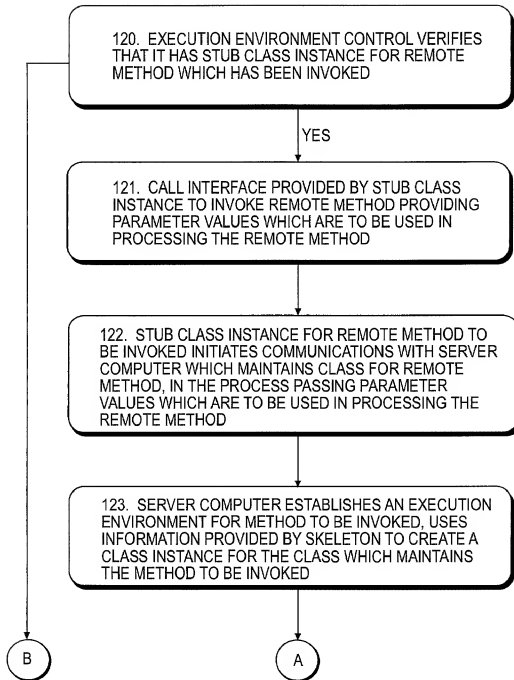 120. EXECUTION ENVIRONMENT CONTROL VERIFIES
THAT IT HAS STUB CLASS INSTANCE FOR REMOTE
METHOD WHICH HAS BEEN INVOKED
YES
121. CALL INTERFACE PROVIDED BY STUB CLASS
INSTANCE TO INVOKE REMOTE METHOD PROVIDING
PARAMETER VALUES WHICH ARE TO BE USED IN
PROCESSING THE REMOTE METHOD
122. STUB CLASS INSTANCE FOR REMOTE METHOD TO
BE INVOKED INITIATES COMMUNICATIONS WITH SERVER
COMPUTER WHICH MAINTAINS CLASS FOR REMOTE
METHOD, IN THE PROCESS PASSING PARAMETER
VALUES WHICH ARE TO BE USED IN PROCESSING THE
REMOTE METHOD
123. SERVER COMPUTER ESTABLISHES AN EXECUTION
ENVIRONMENT FOR METHOD TO BE INVOKED, USES
INFORMATION PROVIDED BY SKELETON TO CREATE A
CLASS INSTANCE FOR THE CLASS WHICH MAINTAINS
THE METHOD TO BE INVOKED
B
A